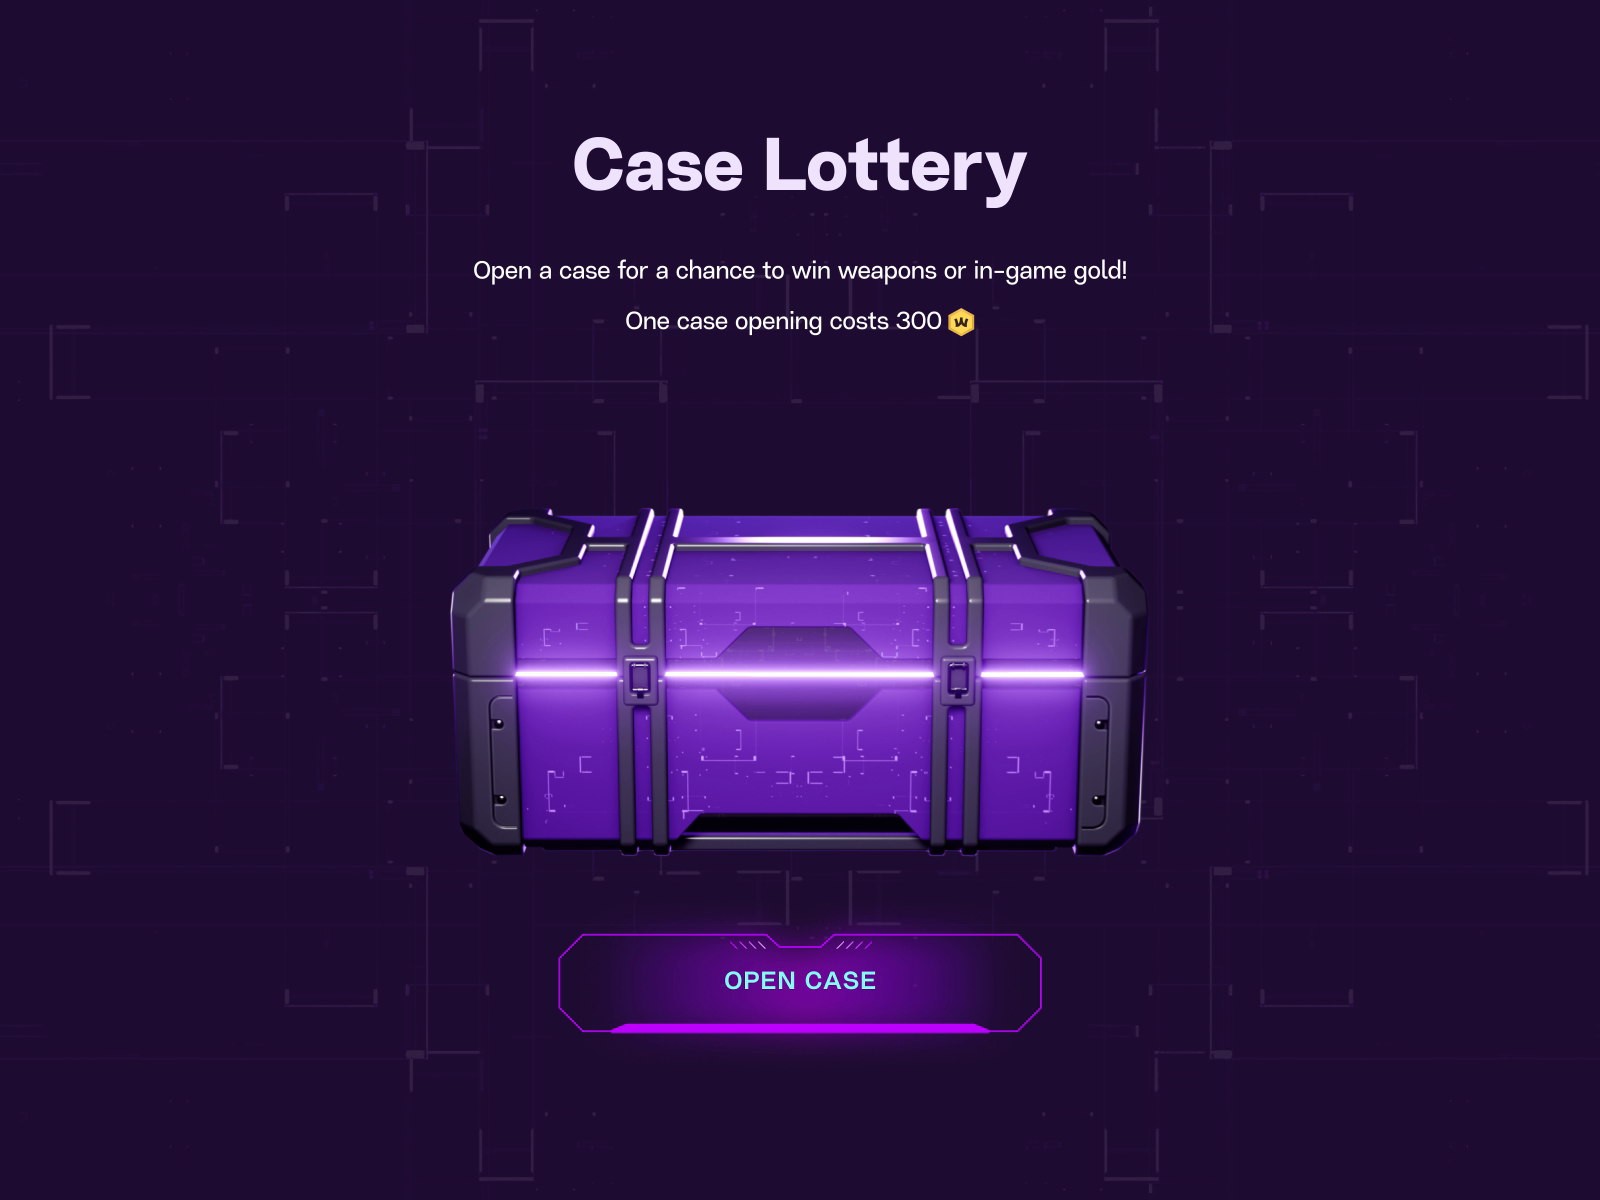 Case Lottery
Open a case for a chance to win weapons or in-game gold!
One case opening costs 300 W
OPEN CASE